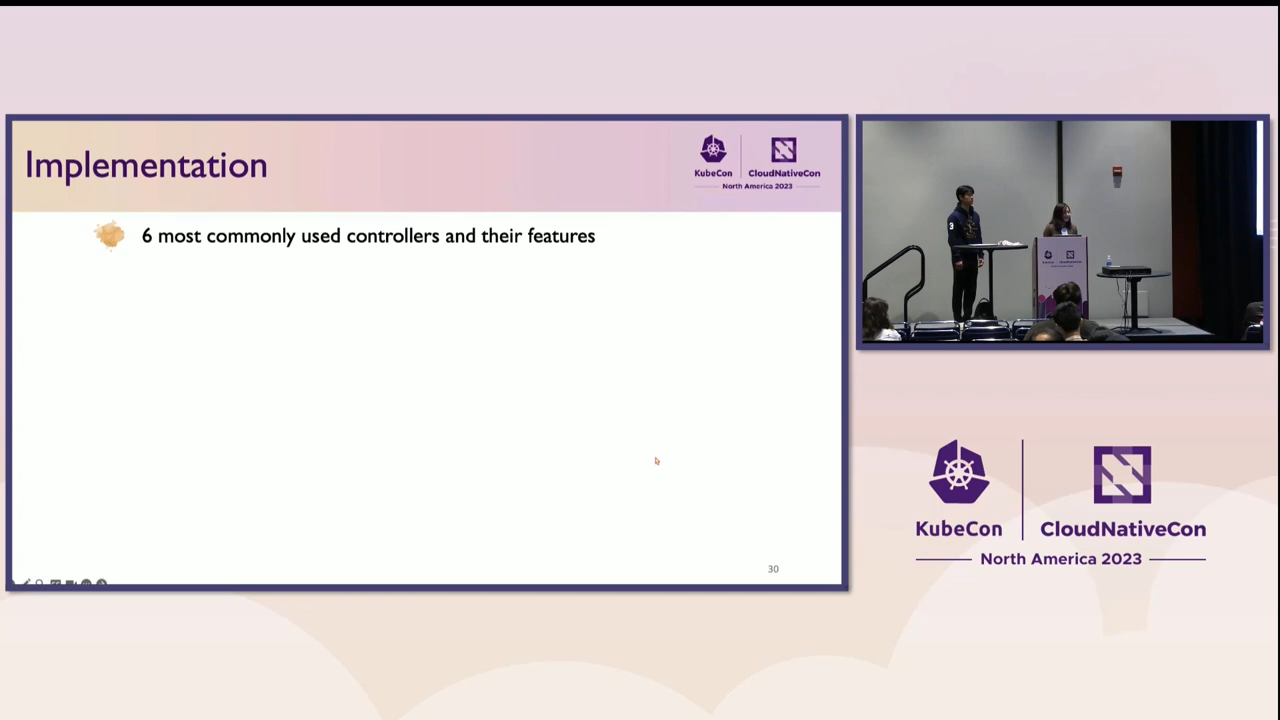 Implementation
KubeCon
CloudNativeCon
North America 2023
6 most commonly used controllers and their features
30
3
KubeCon
CloudNativeCon
North America 2023